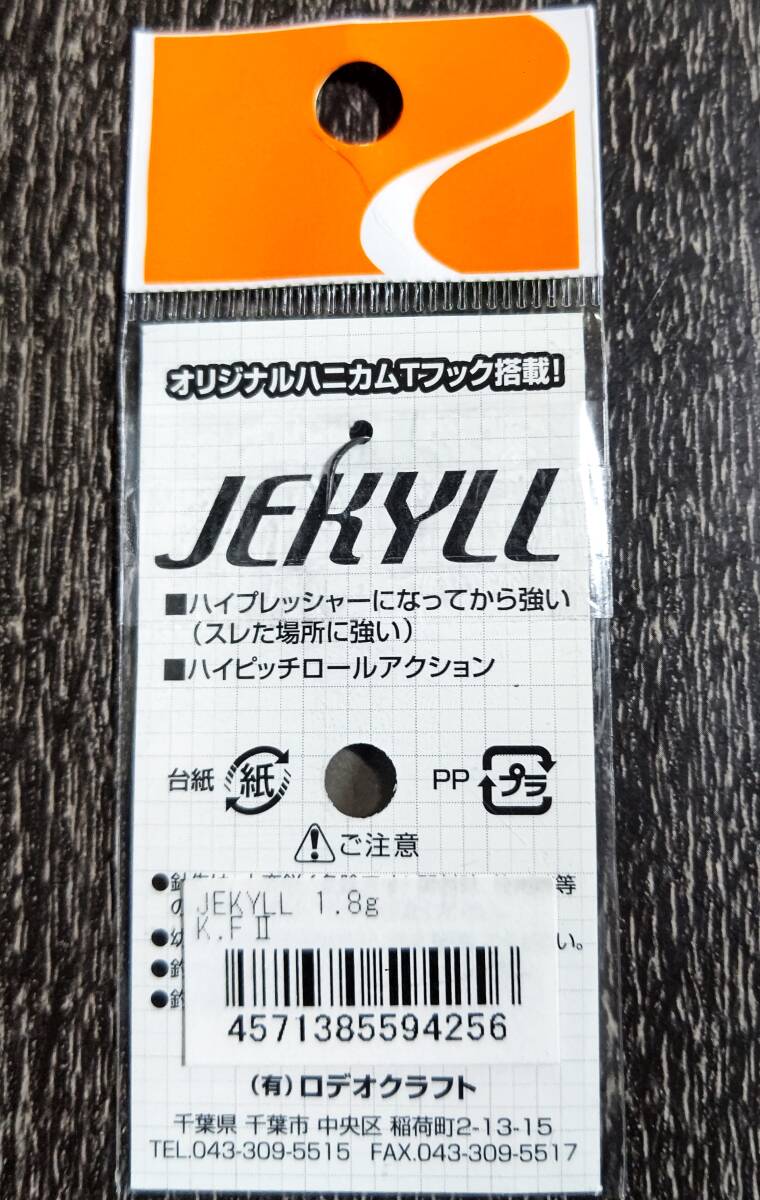 オリジナルハニカムTフック搭載!
JEKYLL
■ハイプレッシャーになってから強い
(スレた場所に強い)
■ハイピッチロールアクション
台紙 紙 PP プラ
ご注意
等
の
い。
JEKYLL 1.8g
K.FⅡ
4571385594256
(有)ロデオクラフト
千葉県 千葉市 中央区 稲荷町2-13-15
TEL.043-309-5515 FAX.043-309-5517